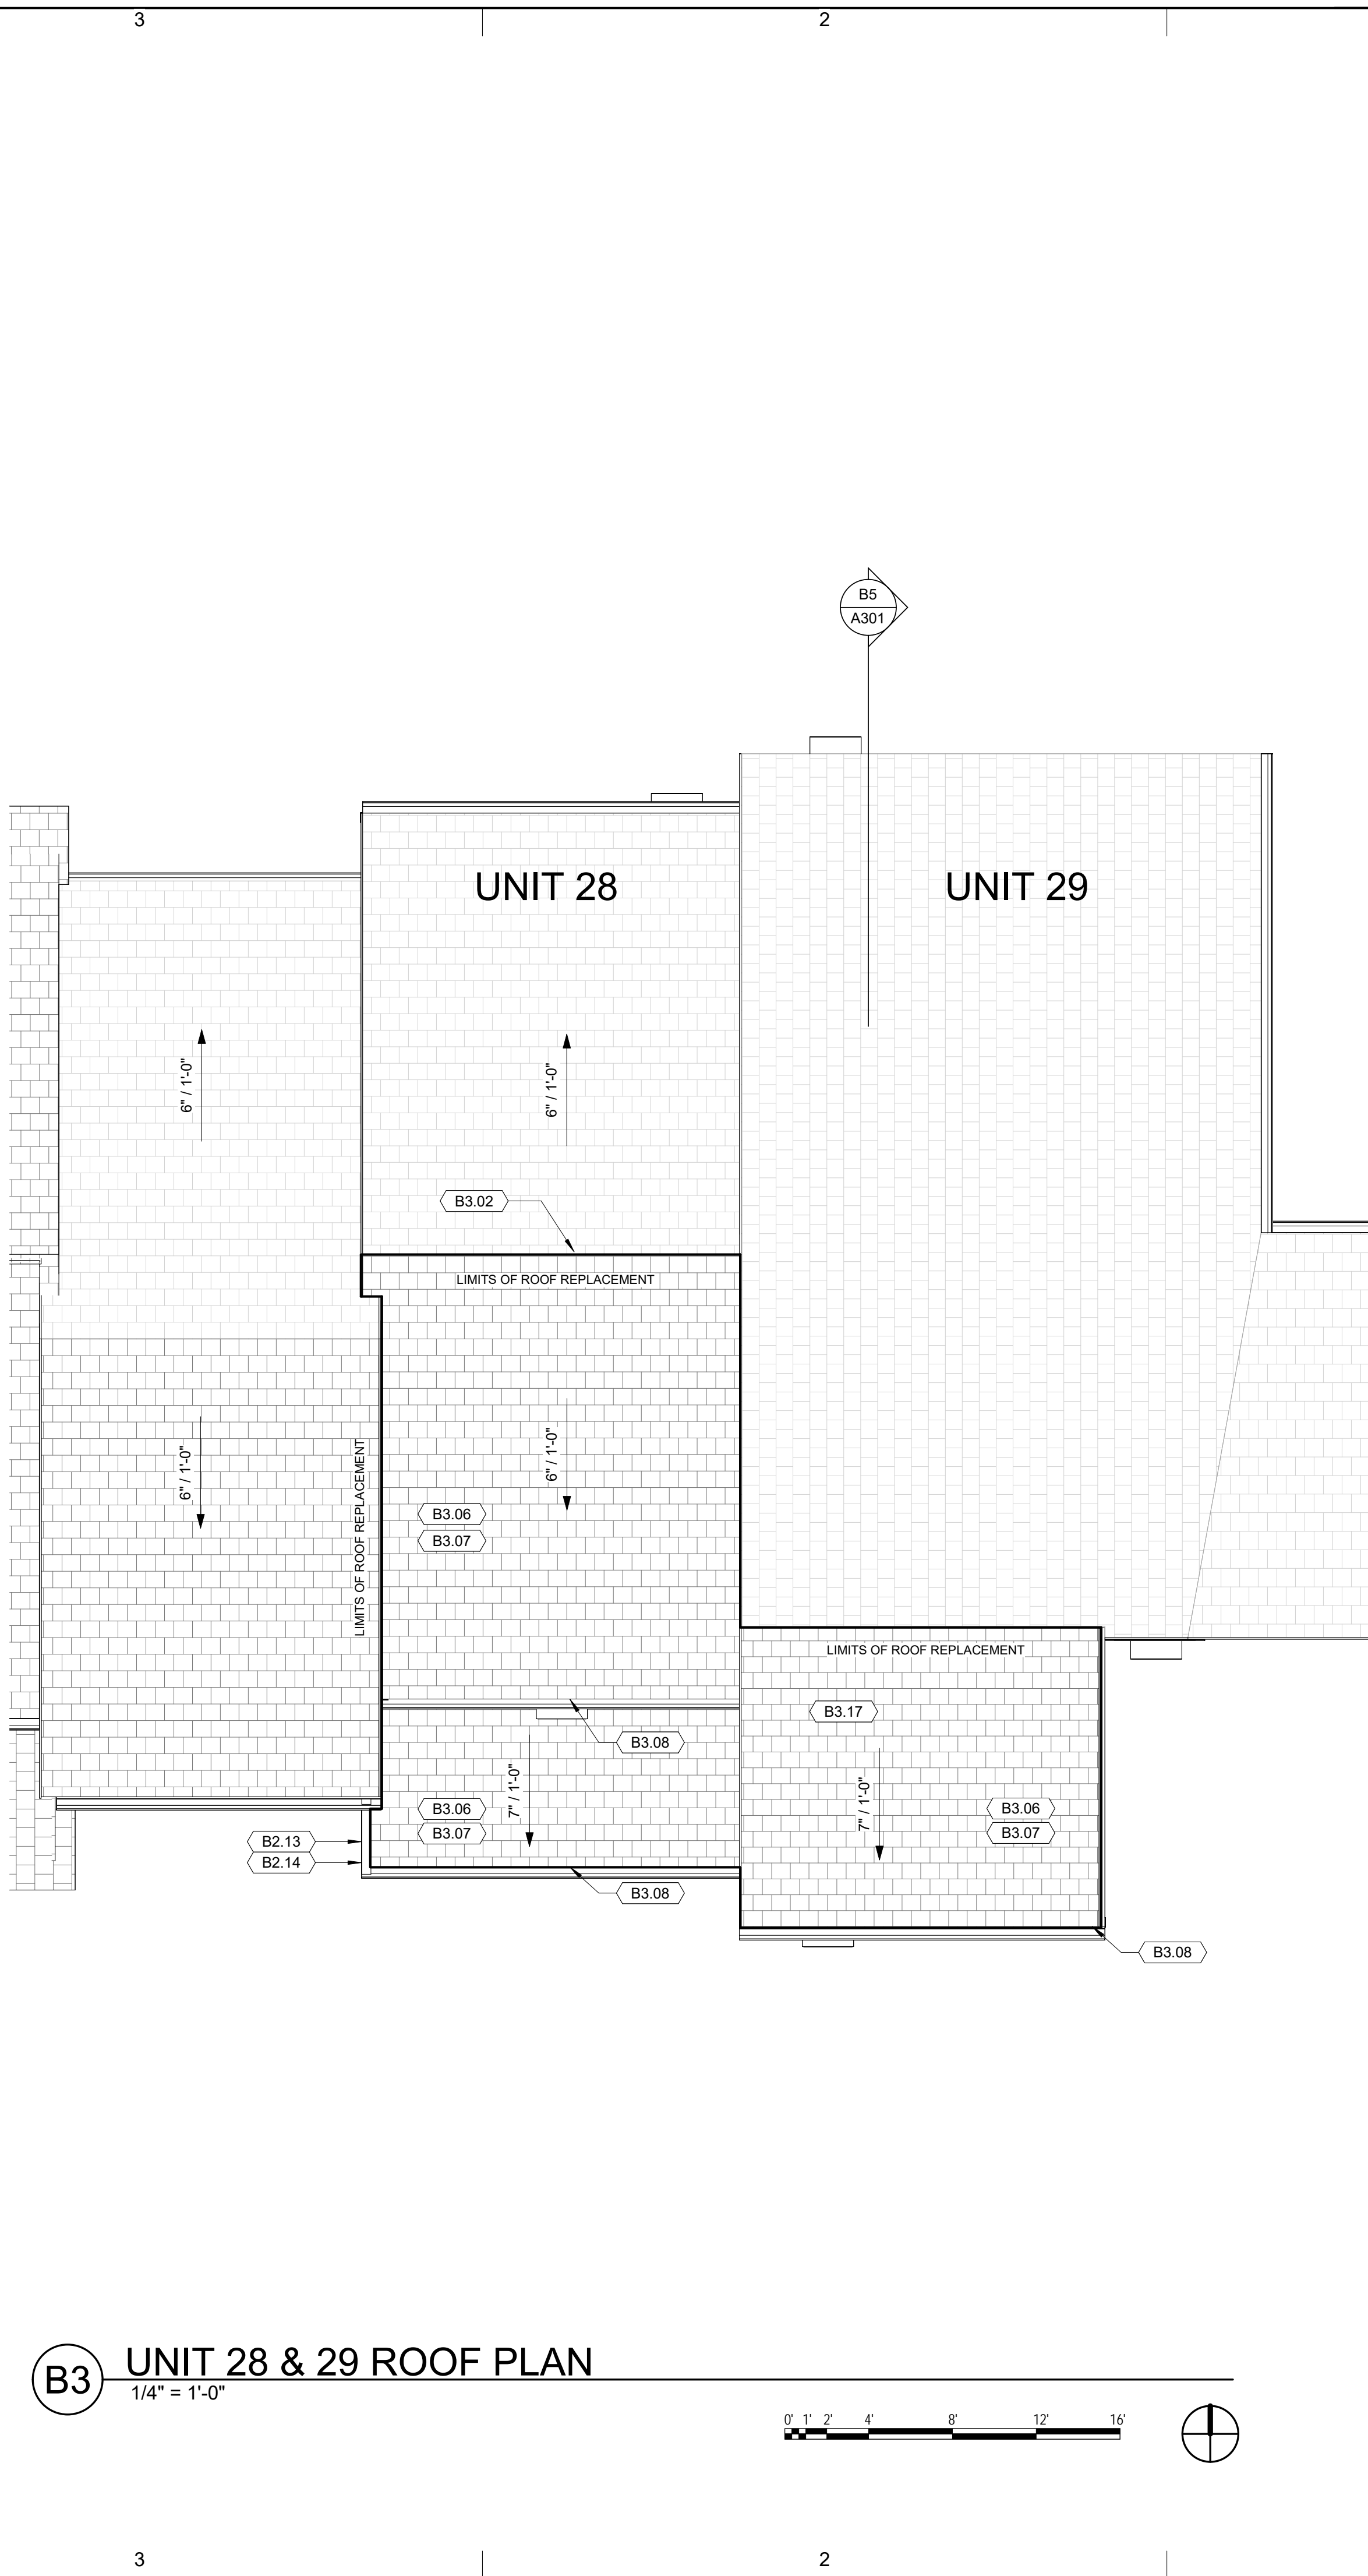 3 2
B5
A301
UNIT 28
UNIT 29
6" / 1'-0"
6" / 1'-0"
B3.02
LIMITS OF ROOF REPLACEMENT
6" / 1'-0"
LIMITS OF ROOF REPLACEMENT
6" / 1'-0"
B3.06
B3.07
LIMITS OF ROOF REPLACEMENT
B3.17
B3.08
7" / 1'-0"
7" / 1'-0"
B3.06
B3.07
B3.06
B3.07
B2.13
B2.14
B3.08
B3.08
B3
UNIT 28 & 29 ROOF PLAN
1/4" = 1'-0"
0' 1' 2' 4' 8' 12' 16'
3 2